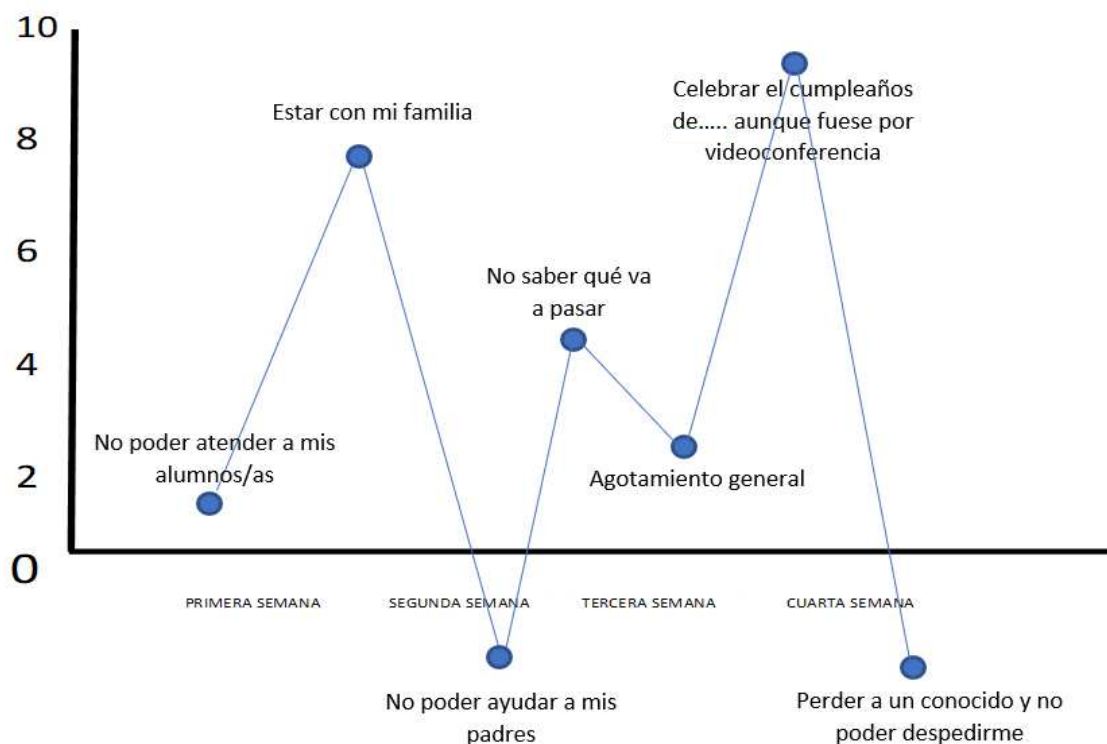 10
Estar con mi familia
Celebrar el cumpleaños
de..... aunque fuese por
videoconferencia
8
6
No saber qué va
a pasar
4
No poder atender a mis
alumnos/as
2
Agotamiento general
0
PRIMERA SEMANA
SEGUNDA SEMANA
TERCERA SEMANA
CUARTA SEMANA
No poder ayudar a mis
padres
Perder a un conocido y no
poder despedirme